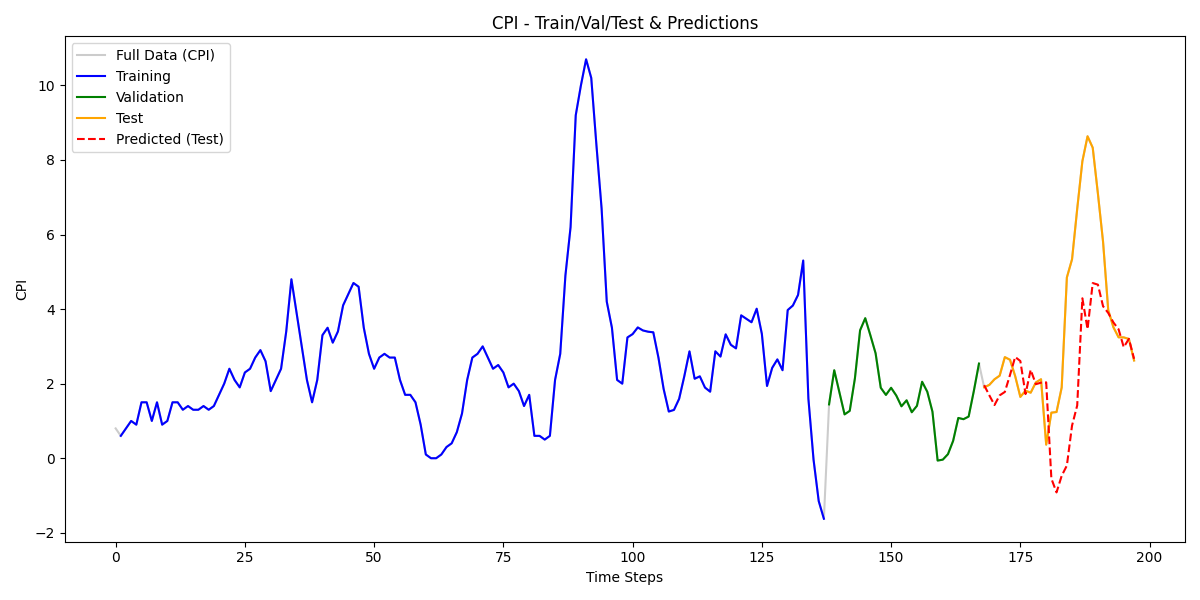 CPI - Train/Val/Test & Predictions
Full Data (CPI)
Training
Validation
Test
Predicted (Test)
CPI
10
8
6
4
2
0
−2
0 25 50 75 100 125 150 175 200
Time Steps